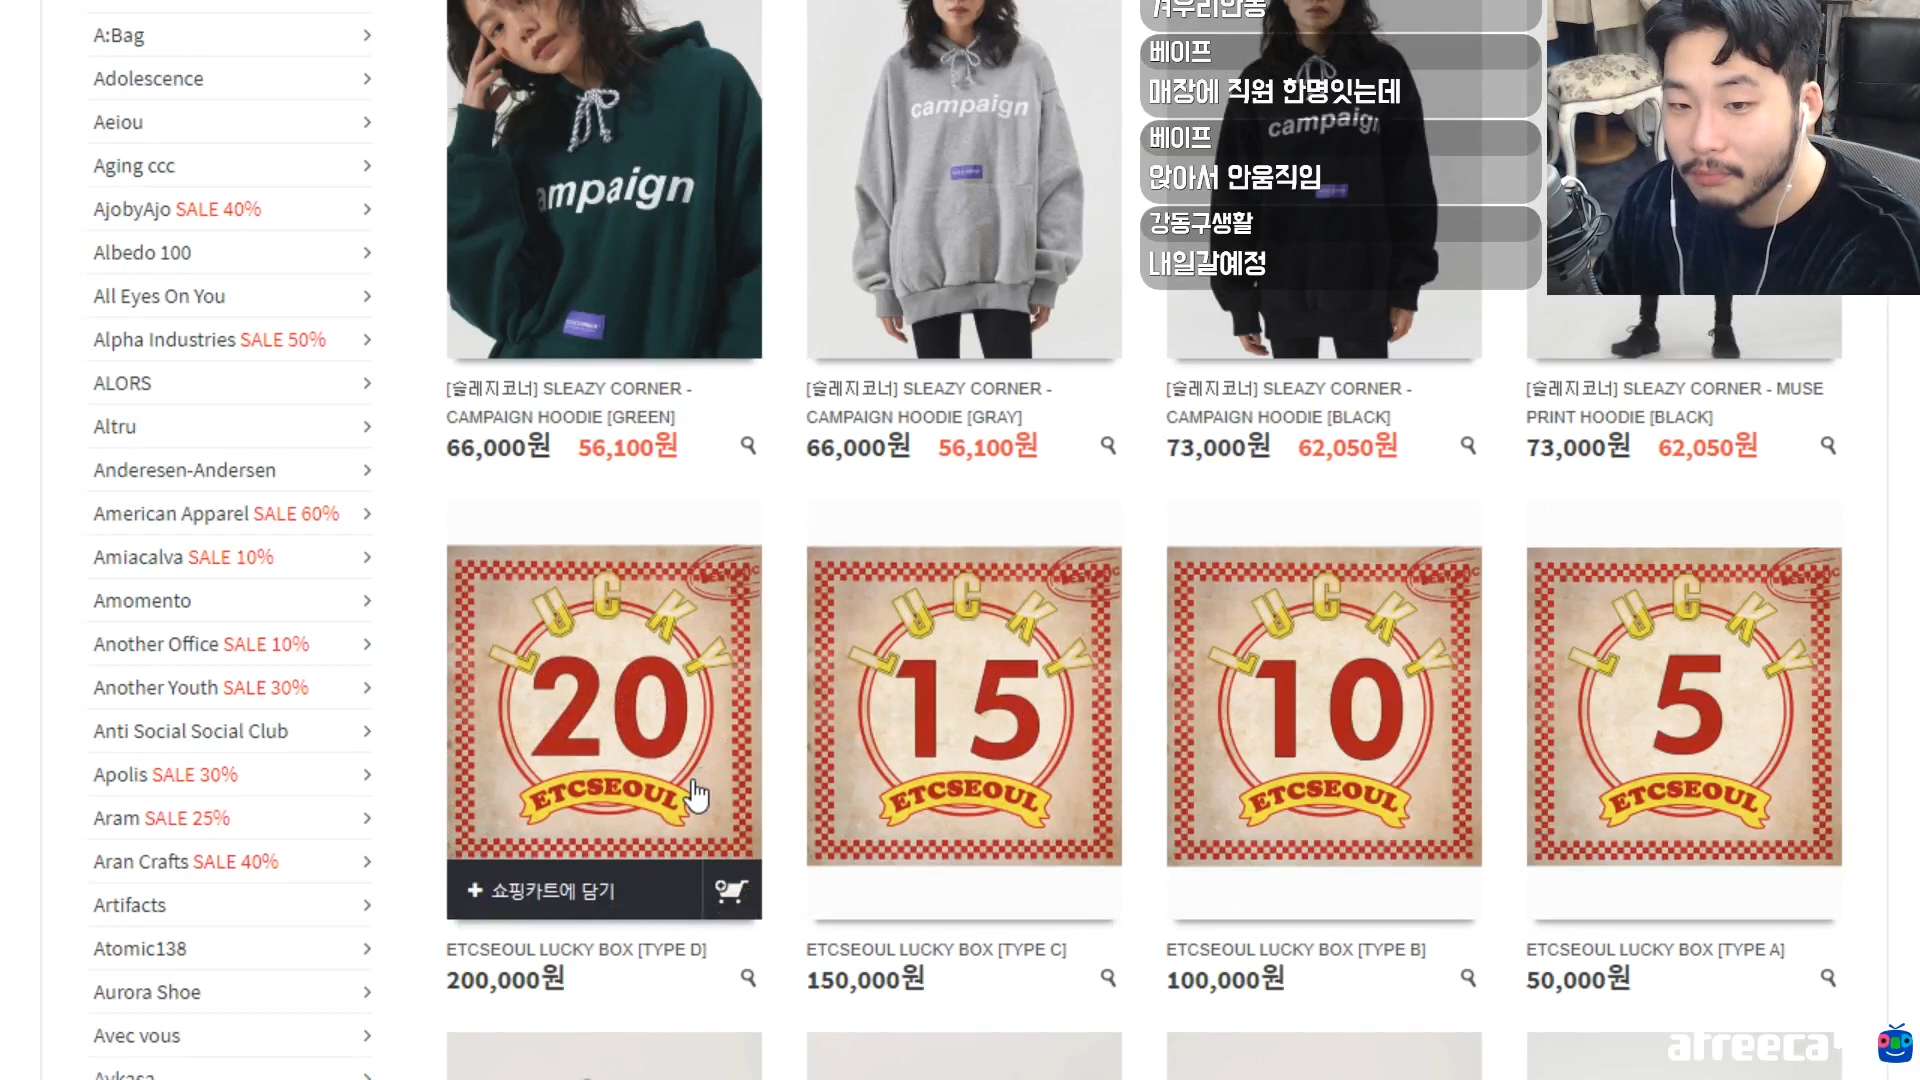 A:Bag
Adolescence
Aeiou
Aging ccc
AjobyAjo SALE 40%
Albedo 100
All Eyes On You
Alpha Industries SALE 50%
ALORS
Altru
Anderesen-Andersen
American Apparel SALE 60%
Amiacalva SALE 10%
Amomento
Another Office SALE 10%
Another Youth SALE 30%
Anti Social Social Club
Apolis SALE 30%
Aram SALE 25%
Aran Crafts SALE 40%
Artifacts
Atomic138
Aurora Shoe
Avec vous
ampaign
campaign
campaign
베이프
매장에 직원 한명잇는데
베이프
앉아서 안움직임
강동구생활
내일갈예정
[슬레지코너] SLEAZY CORNER -
CAMPAIGN HOODIE [GREEN]
66,000원 56,100원
[슬레지코너] SLEAZY CORNER -
CAMPAIGN HOODIE [GRAY]
66,000원 56,100원
[슬레지코너] SLEAZY CORNER -
CAMPAIGN HOODIE [BLACK]
73,000원 62,050원
[슬레지코너] SLEAZY CORNER - MUSE
PRINT HOODIE [BLACK]
73,000원 62,050원
LUCKY
20
ETCSEOUL
+ 쇼핑카트에 담기
ETCSEOUL LUCKY BOX [TYPE D]
200,000원
LUCKY
15
ETCSEOUL
ETCSEOUL LUCKY BOX [TYPE C]
150,000원
LUCKY
10
ETCSEOUL
ETCSEOUL LUCKY BOX [TYPE B]
100,000원
LUCKY
5
ETCSEOUL
ETCSEOUL LUCKY BOX [TYPE A]
50,000원
afreeca